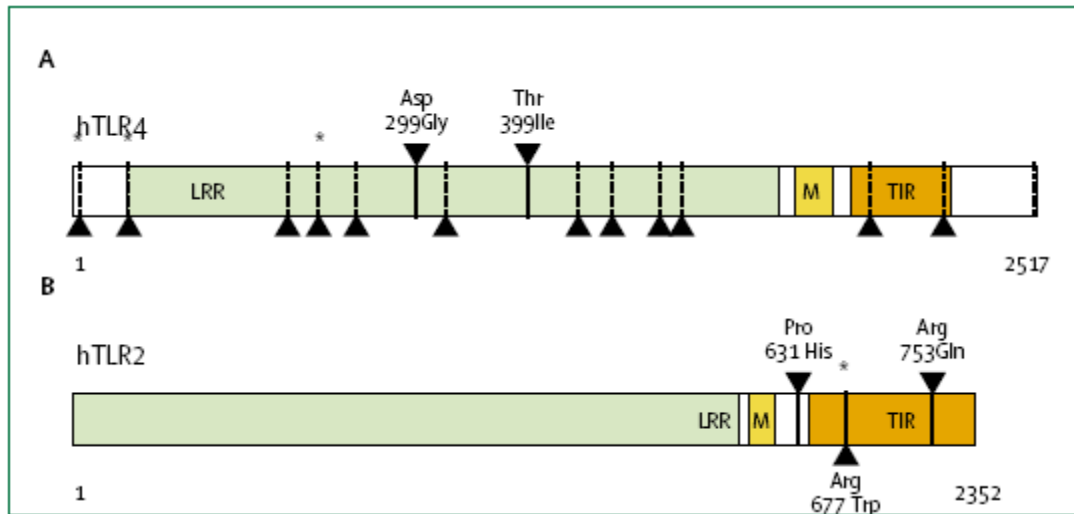 A
hTLR4
Asp
299Gly
Thr
399Ile
* * *
LRR
M
TIR
1
2517
B
hTLR2
Pro
631 His
*
Arg
753Gln
LRR
M
TIR
1
Arg
677 Trp
2352